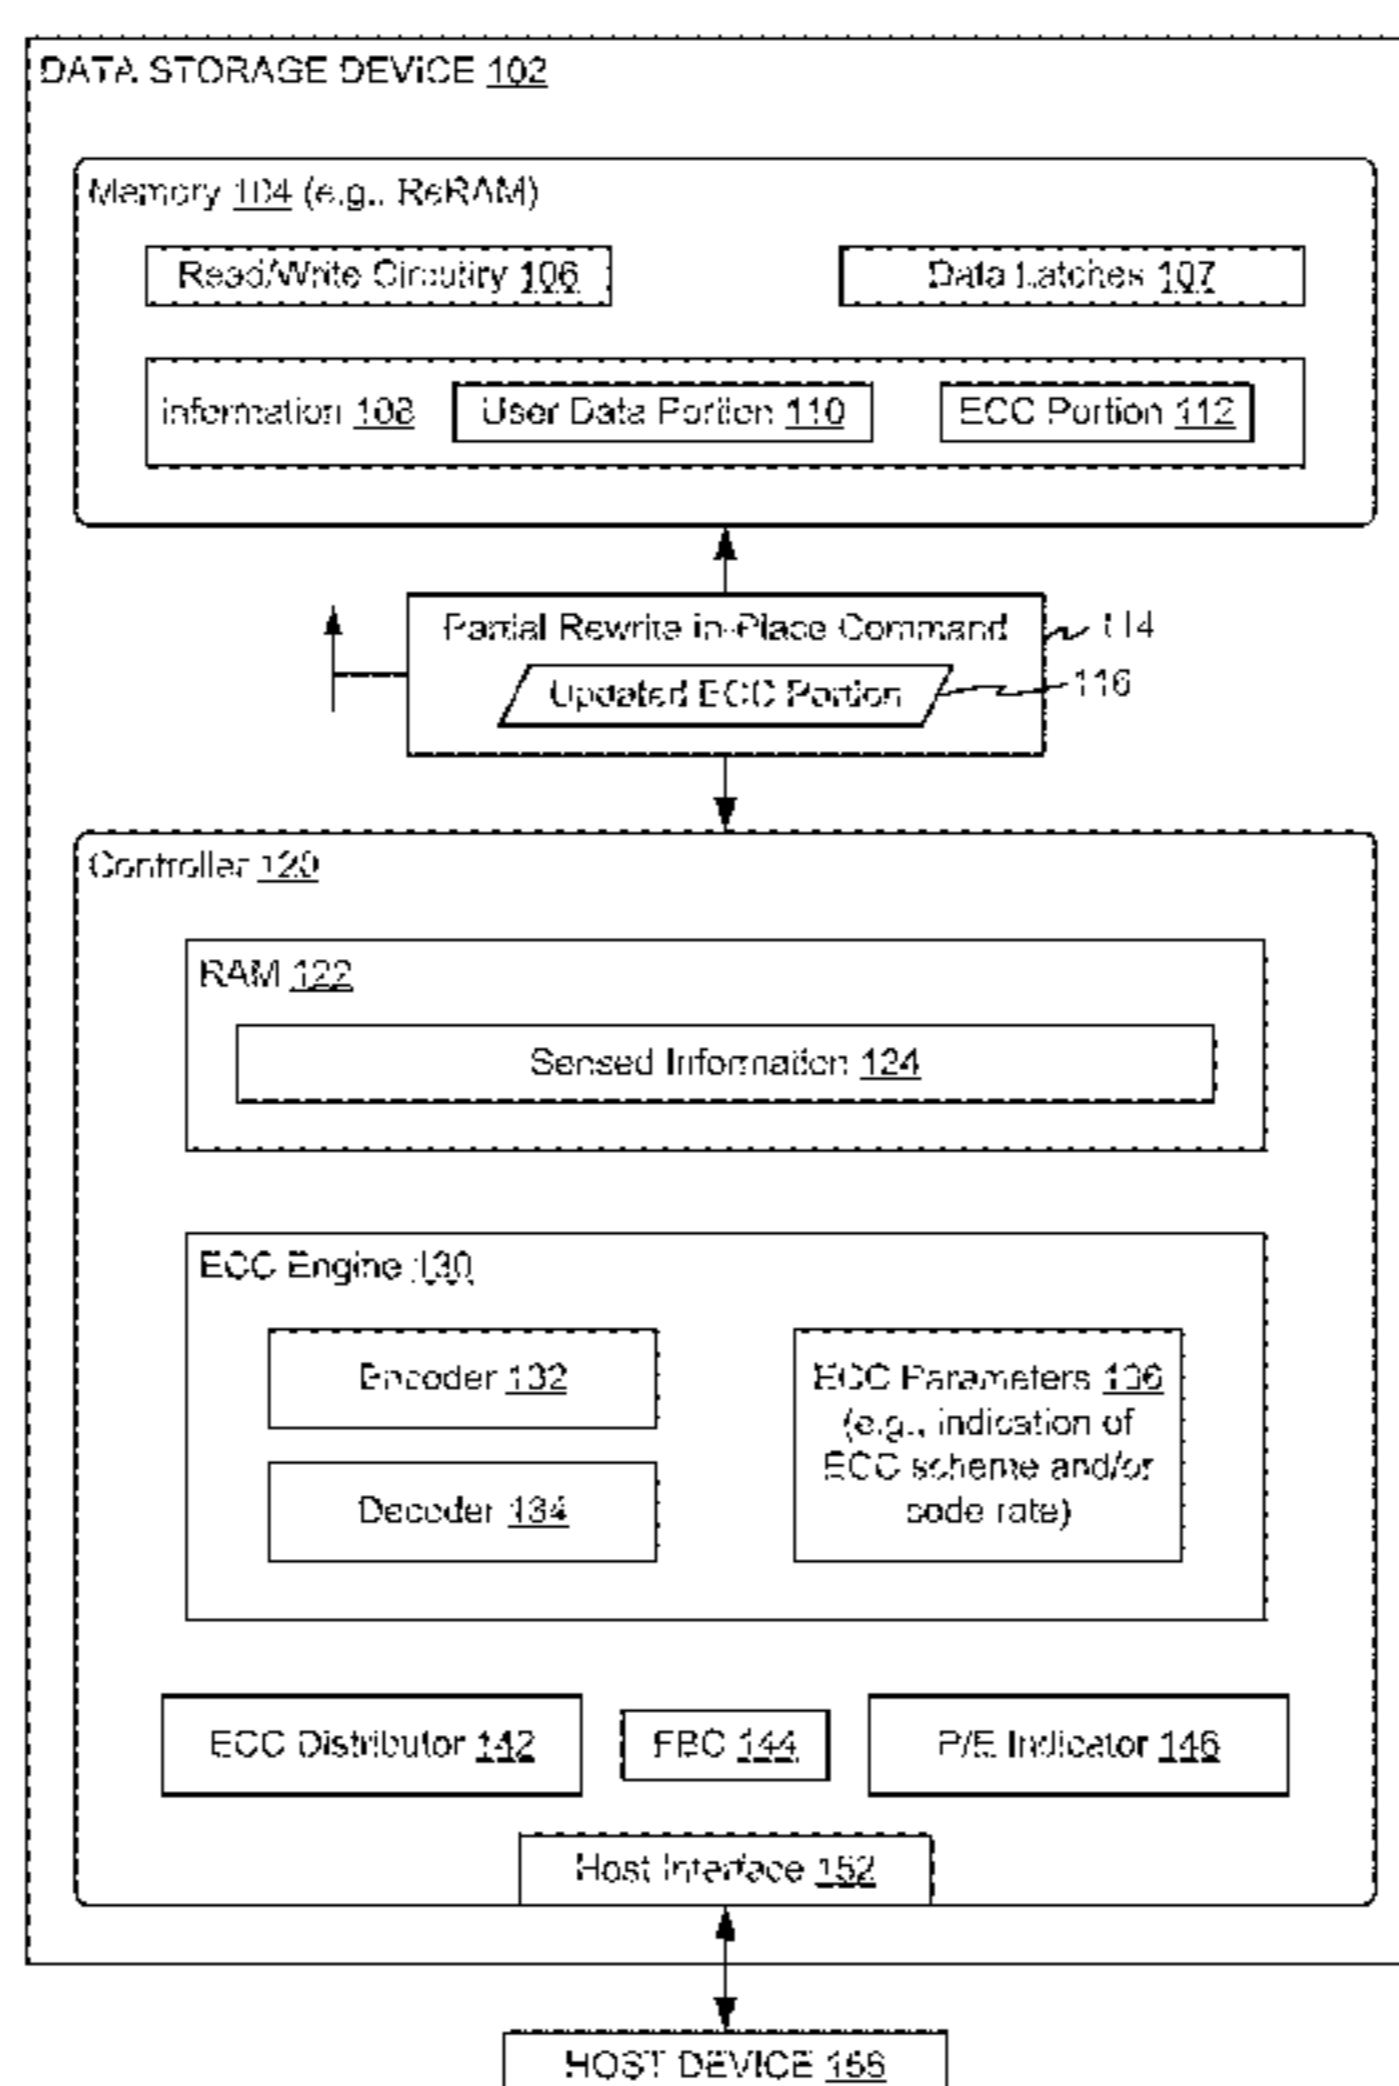 DATA STORAGE DEVICE 102
Memory 104 (e.g., ReRAM)
Read/Write Circuitry 106
Data Latches 107
Information 108
User Data Portion 110
ECC Portion 112
Partial Rewrite in-Place Command
114
Updated ECC Portion
116
Controller 120
RAM 122
Sensed Information 124
ECC Engine 130
Encoder 132
ECC Parameters 136
(e.g., indication of
ECC scheme and/or
code rate)
Decoder 134
ECC Distributor 142
FBC 144
P/E Indicator 146
Host Interface 152
HOST DEVICE 156